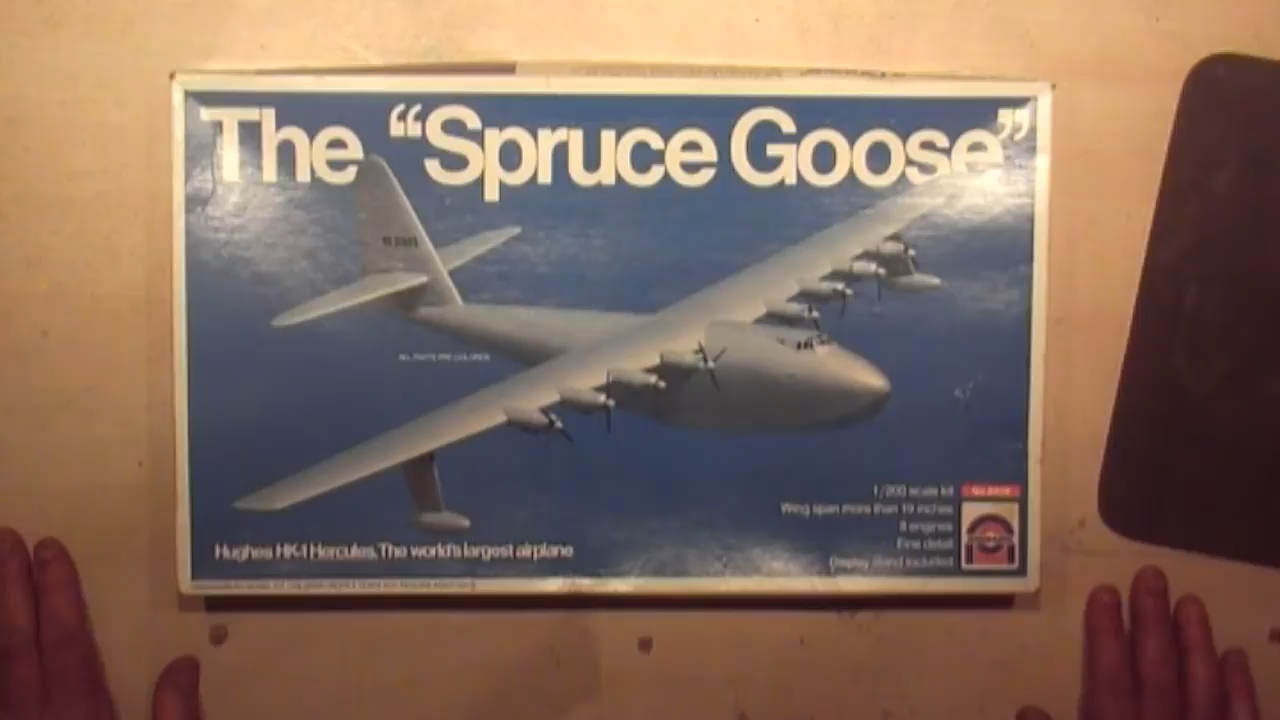 The “Spruce Goose”
Hughes HK-1 Hercules. The world's largest airplane
1/200 scale kit
Wing span more than 19 inches
8 engines
Fine detail
Display stand included